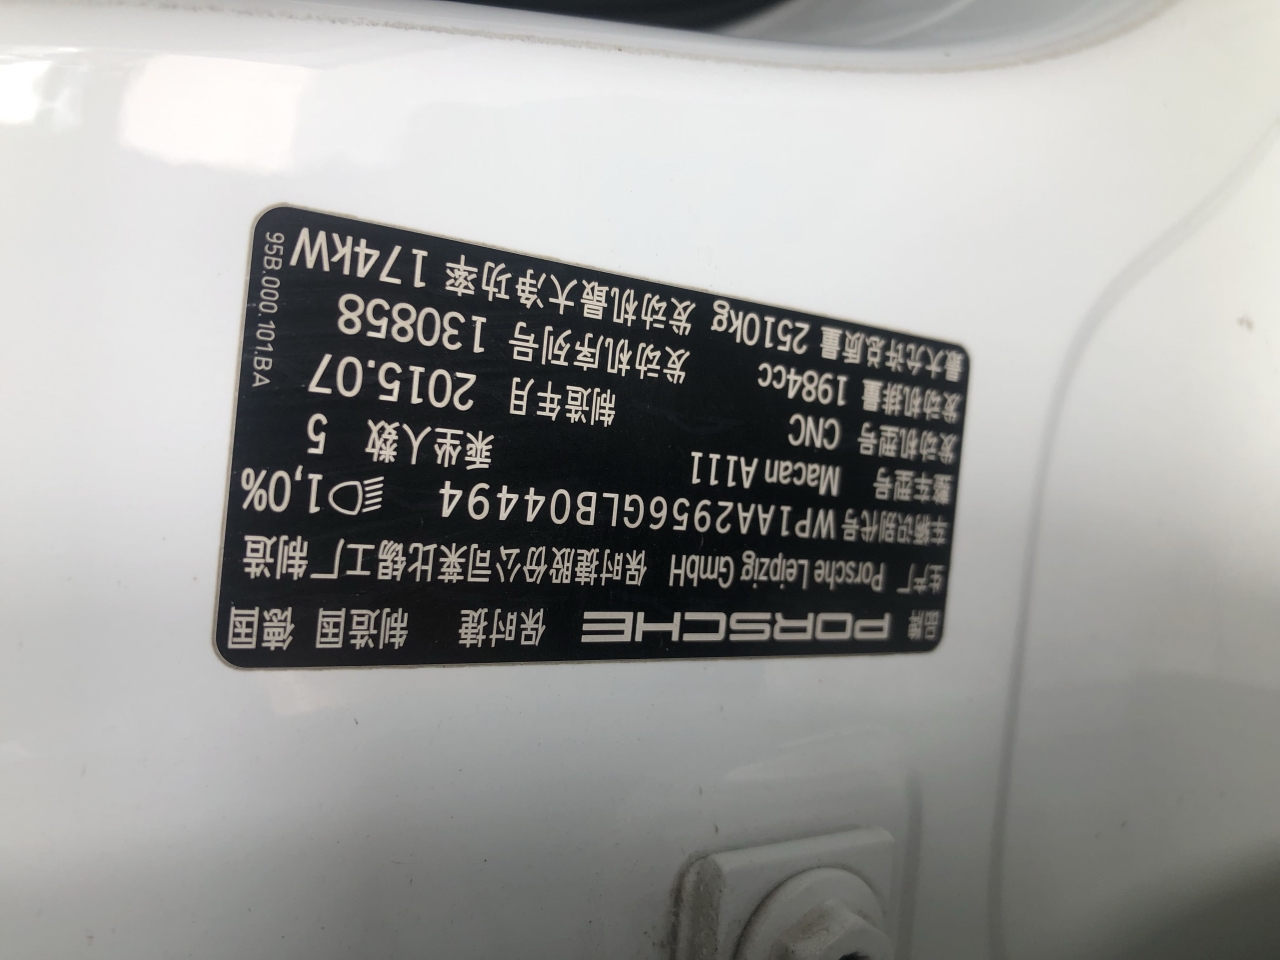 品牌 PORSCHE 保时捷 制造国 德国
生产厂 Porsche Leipzig GmbH 保时捷股份公司莱比锡工厂制造
车辆识别代号 WP1AA2956GLB04494 1,0%
整车型号 Macan A111 乘坐人数 5
发动机型号 CNC 制造年月 2015.07
发动机排量 1984cc 发动机序列号 130858
最大允许总质量 2510kg 发动机最大净功率 174kW
95B.000.101.BA